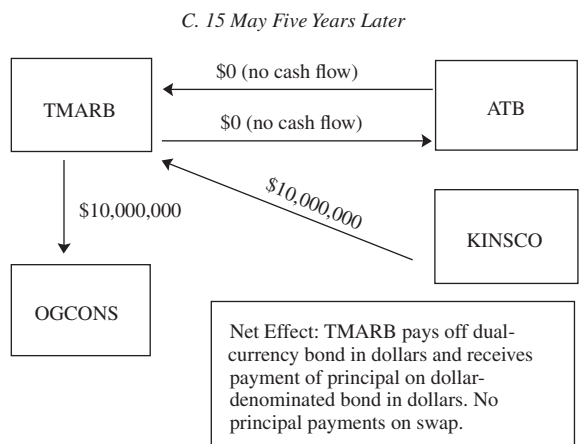 C. 15 May Five Years Later
$0 (no cash flow)
TMARB
ATB
$0 (no cash flow)
$10,000,000
$10,000,000
KINSCO
OGCONS
Net Effect: TMARB pays off dual-
currency bond in dollars and receives
payment of principal on dollar-
denominated bond in dollars. No
principal payments on swap.